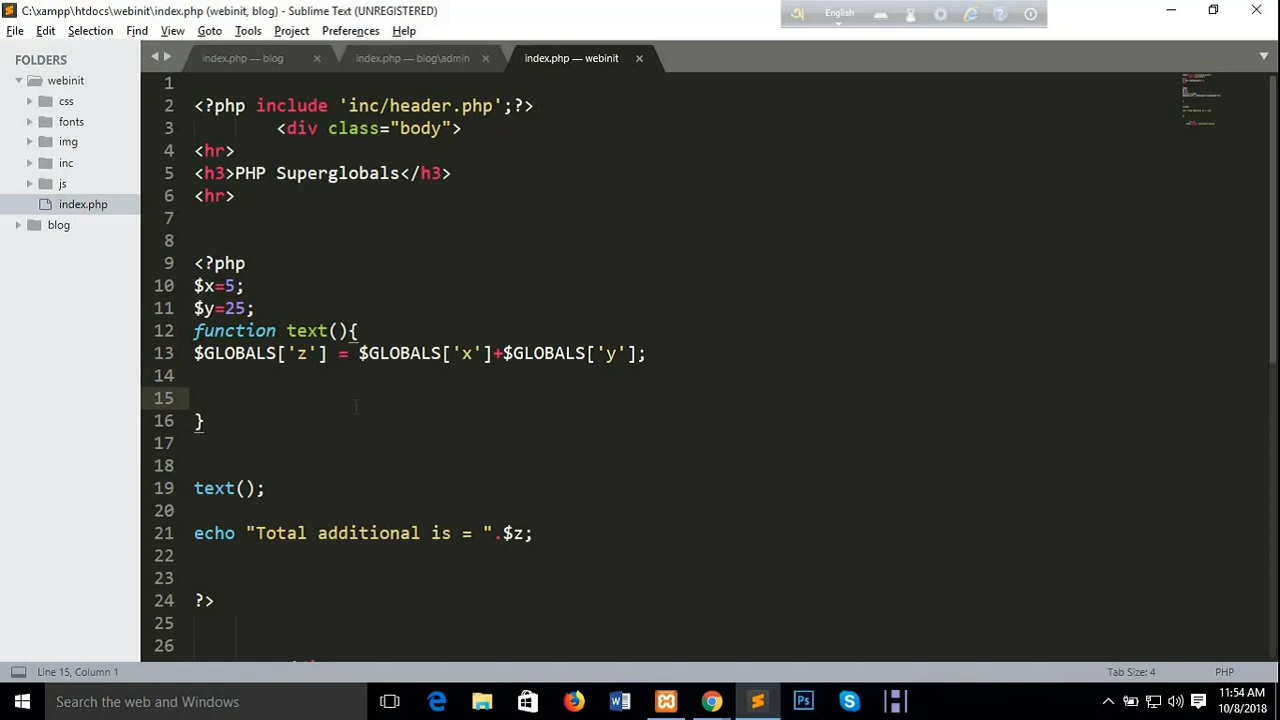 C:\xampp\htdocs\webinit\index.php (webinit, blog) - Sublime Text (UNREGISTERED)
English
File Edit Selection Find View Goto Tools Project Preferences Help
FOLDERS
webinit
css
fonts
img
inc
js
index.php
blog
index.php — blog
index.php — blog\admin
index.php — webinit
1
2 <?php include 'inc/header.php';?>
3 <div class="body">
4 <hr>
5 <h3>PHP Superglobals</h3>
6 <hr>
7
8
9 <?php
10 $x=5;
11 $y=25;
12 function text(){
13 $GLOBALS['z'] = $GLOBALS['x']+$GLOBALS['y'];
14
15
16 }
17
18
19 text();
20
21 echo "Total additional is = ".$z;
22
23
24 ?>
25
26
Line 15, Column 1
Tab Size: 4
PHP
Search the web and Windows
11:54 AM
10/8/2018